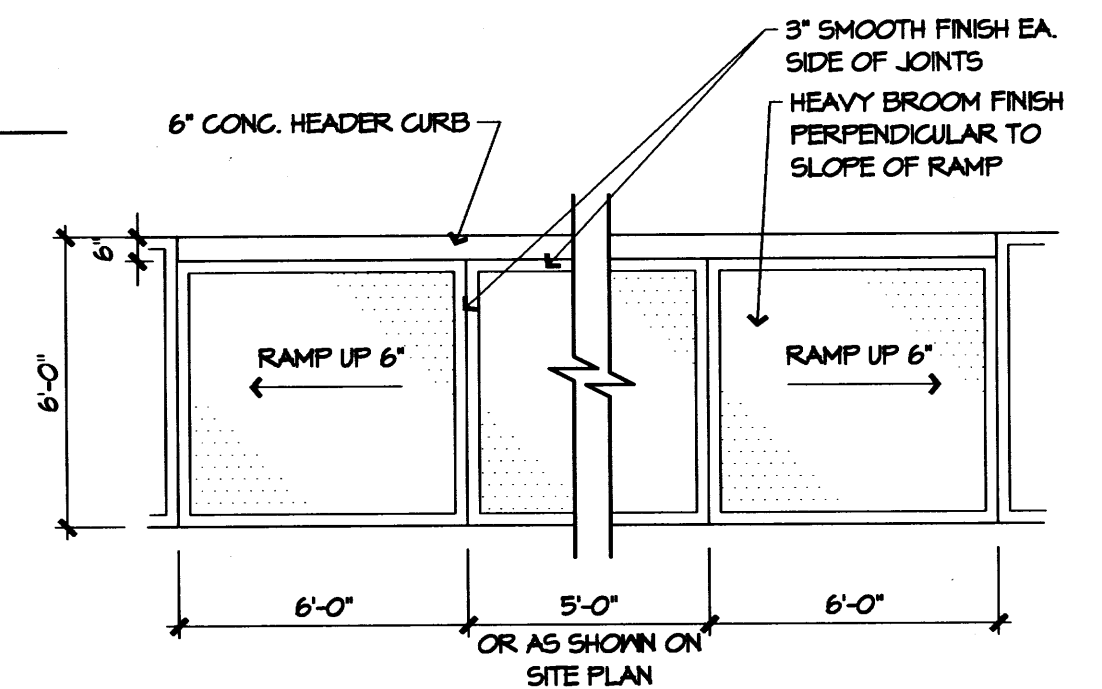 3" SMOOTH FINISH EA.
SIDE OF JOINTS
HEAVY BROOM FINISH
PERPENDICULAR TO
SLOPE OF RAMP
6" CONC. HEADER CURB
6"
6'-0"
RAMP UP 6"
RAMP UP 6"
6'-0"
5'-0"
6'-0"
OR AS SHOWN ON
SITE PLAN